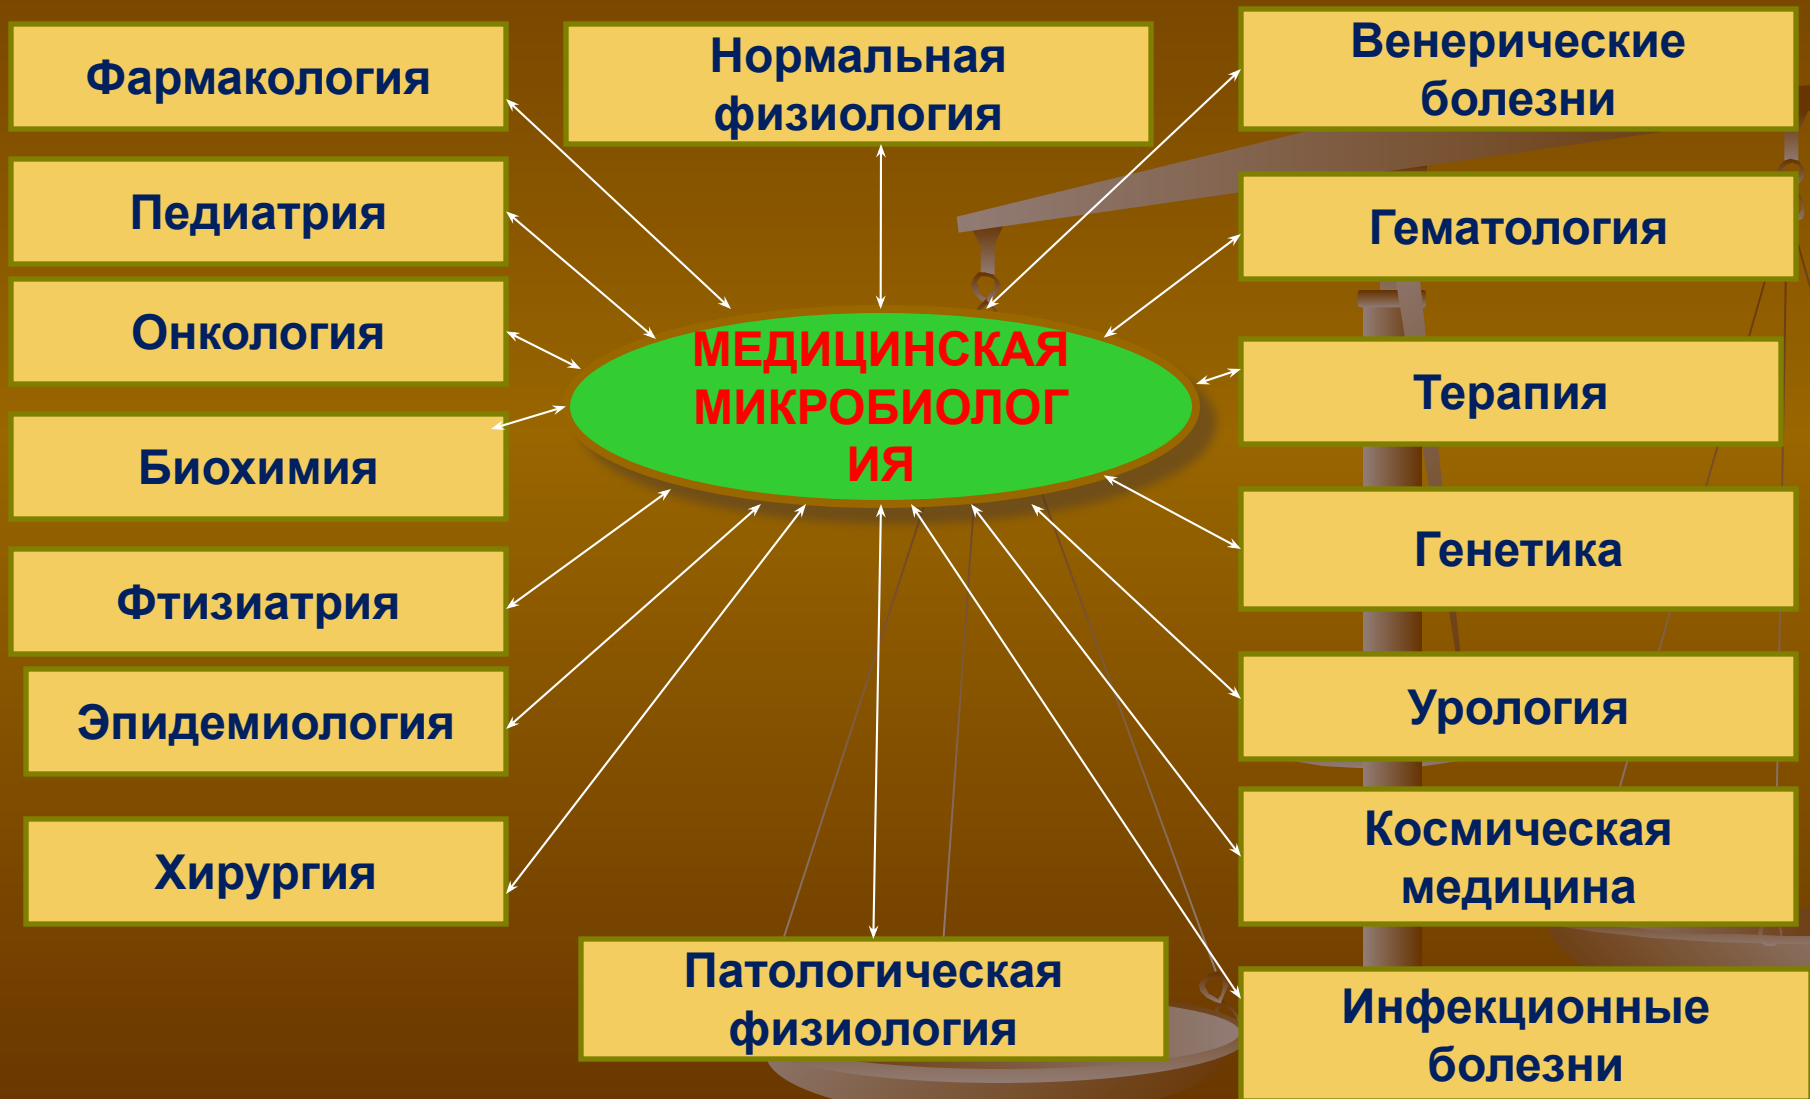 Фармакология
Нормальная
физиология
Венерические
болезни
Педиатрия
Гематология
Онкология
МЕДИЦИНСКАЯ
МИКРОБИОЛОГ
ИЯ
Терапия
Биохимия
Генетика
Фтизиатрия
Эпидемиология
Урология
Хирургия
Космическая
медицина
Патологическая
физиология
Инфекционные
болезни